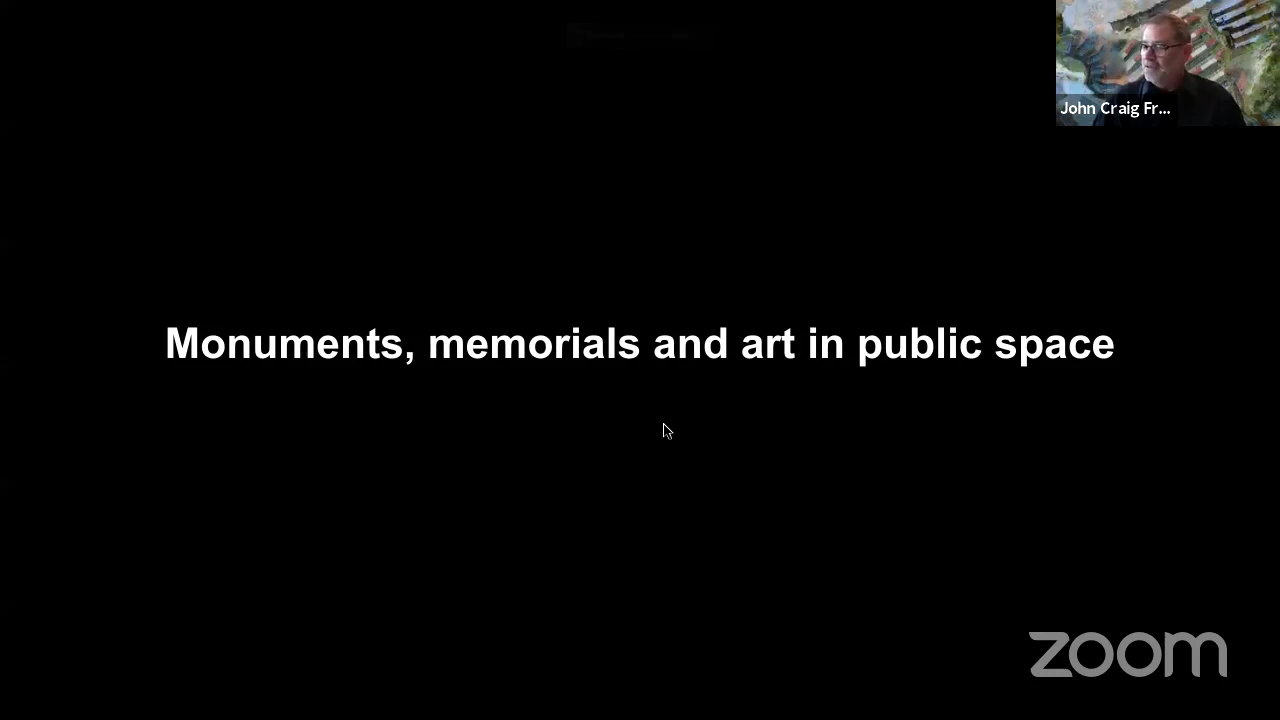 John Craig Fr...
Monuments, memorials and art in public space
zoom